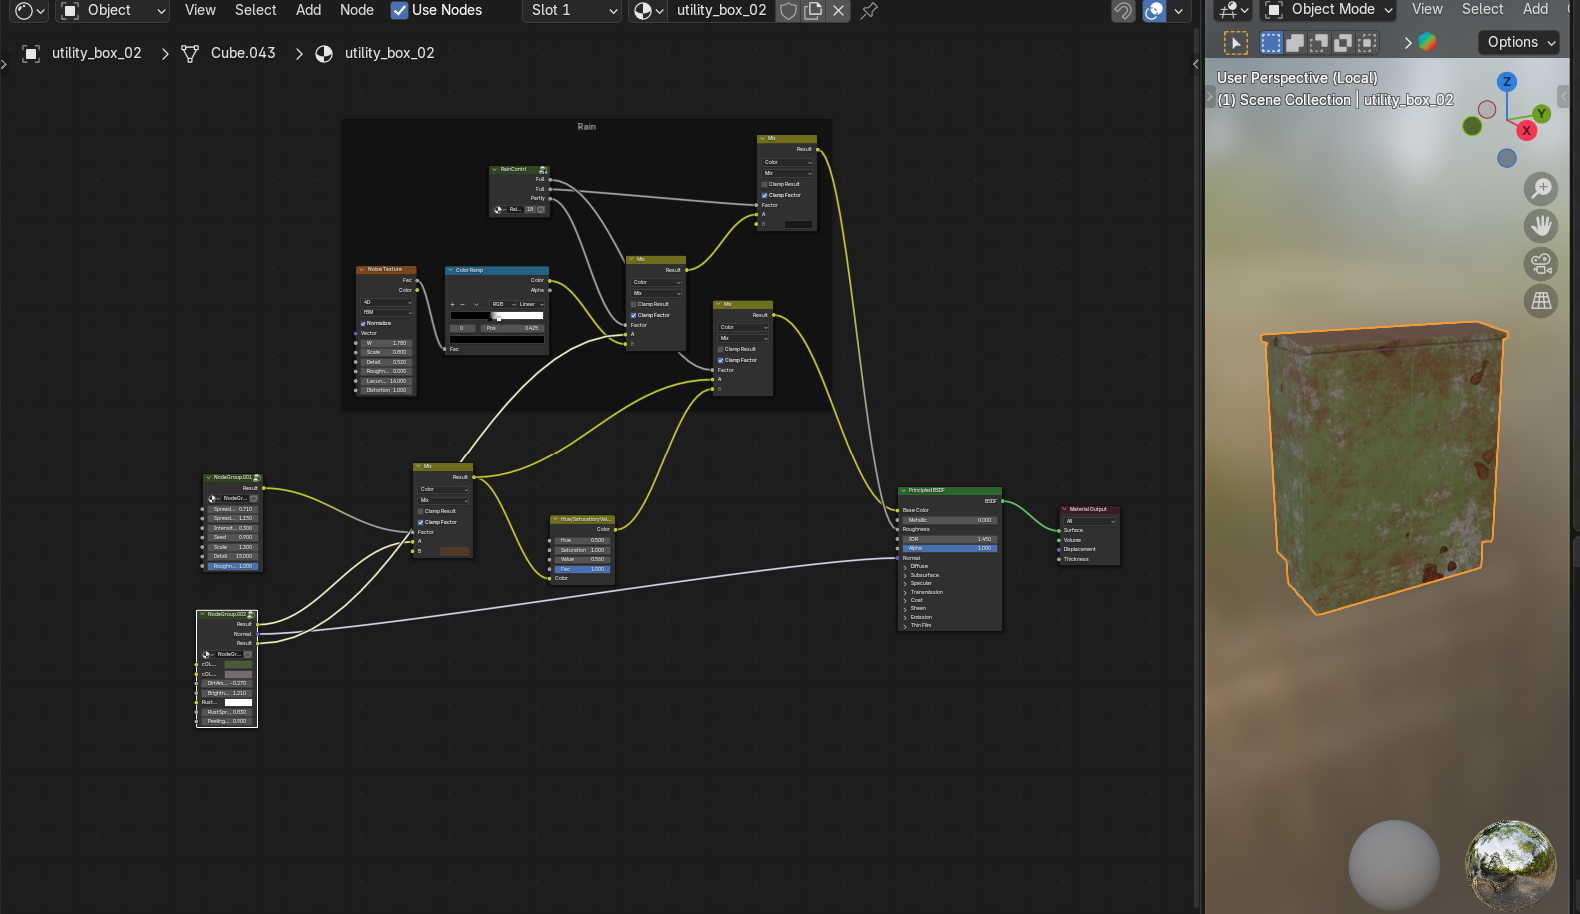 Object View Select Add Node Use Nodes Slot 1 utility_box_02
Object Mode View Select Add
utility_box_02 > Cube.043 > utility_box_02
Options
User Perspective (Local)
(1) Scene Collection | utility_box_02
Z
Y
X
Rain
RainContrl
Full
Full
Partly
Rai... 18
Mix
Result
Color
Mix
Clamp Result
Clamp Factor
Factor
A
B
Noise Texture
Fac
Color
4D
fBM
Normalize
Vector
W 1.780
Scale 0.800
Detail 0.520
Roughn... 0.000
Lacun... 16.000
Distortion 1.000
Color Ramp
Color
Alpha
RGB Linear
0 Pos 0.425
Fac
Mix
Result
Color
Mix
Clamp Result
Clamp Factor
Factor
A
B
Mix
Result
Color
Mix
Clamp Result
Clamp Factor
Factor
A
B
NodeGroup.001
Result
NodeGr...
Spread... 0.710
Spread... 1.150
Intensit... 0.300
Seed 0.900
Scale 1.300
Detail 15.000
Roughn... 1.000
Mix
Result
Color
Mix
Clamp Result
Clamp Factor
Factor
A
B
Hue/Saturation/Val...
Color
Hue 0.500
Saturation 1.000
Value 0.560
Fac 1.000
Color
Principled BSDF
BSDF
Base Color
Metallic 0.000
Roughness
IOR 1.450
Alpha 1.000
Normal
Diffuse
Subsurface
Specular
Transmission
Coat
Sheen
Emission
Thin Film
Material Output
All
Surface
Volume
Displacement
Thickness
NodeGroup.002
Result
Normal
Result
NodeGr...
cOL...
cOL...
DirtAm... -0.270
Brightn... 1.210
Rust...
RustSpr... 0.830
Peeling... 0.900